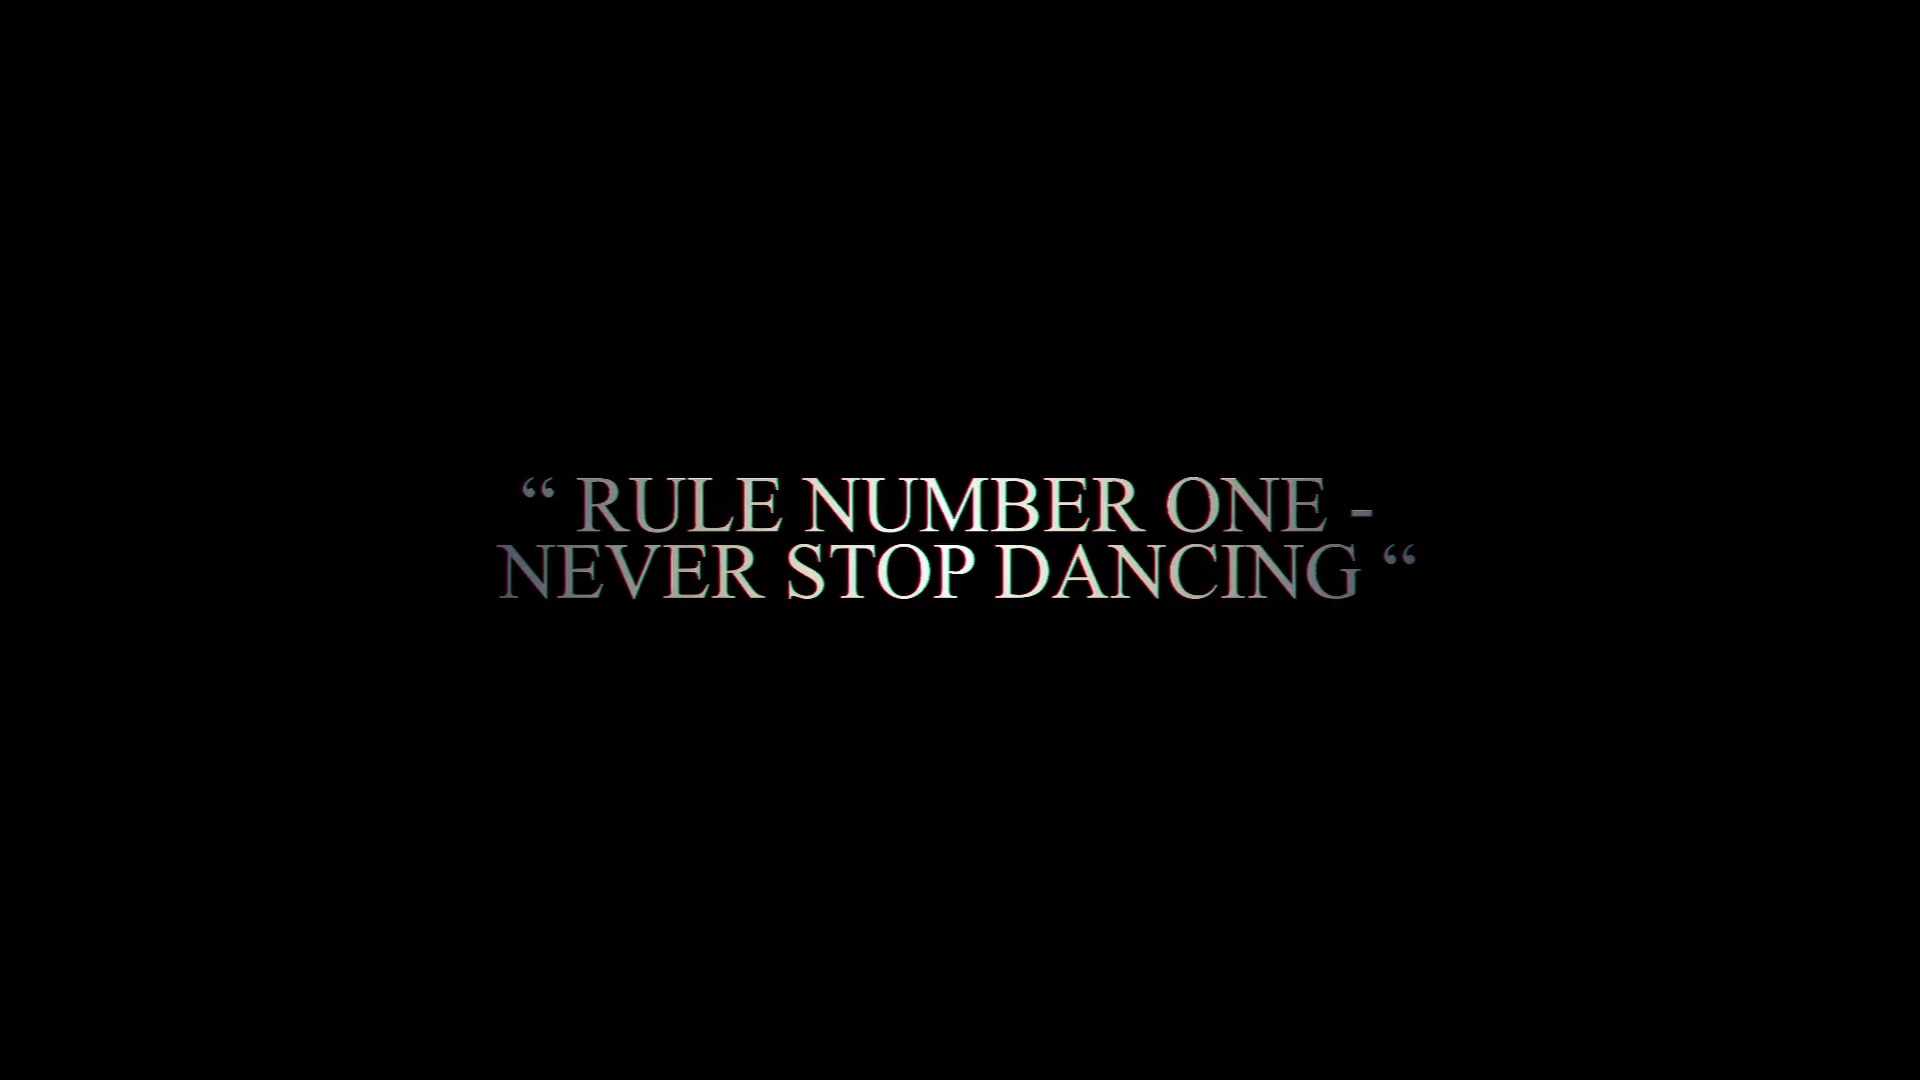 “ RULE NUMBER ONE -
NEVER STOP DANCING “